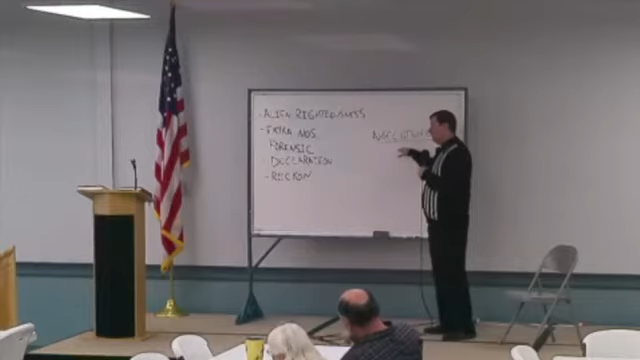 - ALIEN RIGHTEOUSNESS
- EXTRA NOS
FORENSIC
- DECLARATION
- RECKON